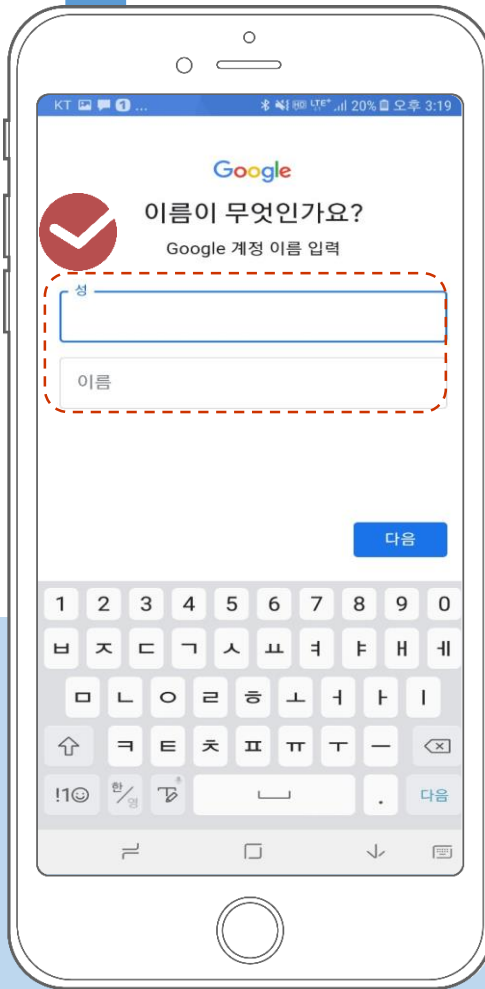 KT 1 ... LTE+ 20% 오후 3:19
Google
이름이 무엇인가요?
Google 계정 이름 입력
성
이름
다음
1 2 3 4 5 6 7 8 9 0
ㅂ ㅈ ㄷ ㄱ ㅅ ㅛ ㅕ ㅑ ㅐ ㅔ
ㅁ ㄴ ㅇ ㄹ ㅎ ㅗ ㅓ ㅏ ㅣ
ㅋ ㅌ ㅊ ㅍ ㅠ ㅜ ㅡ
!1☺ 한/영 . 다음